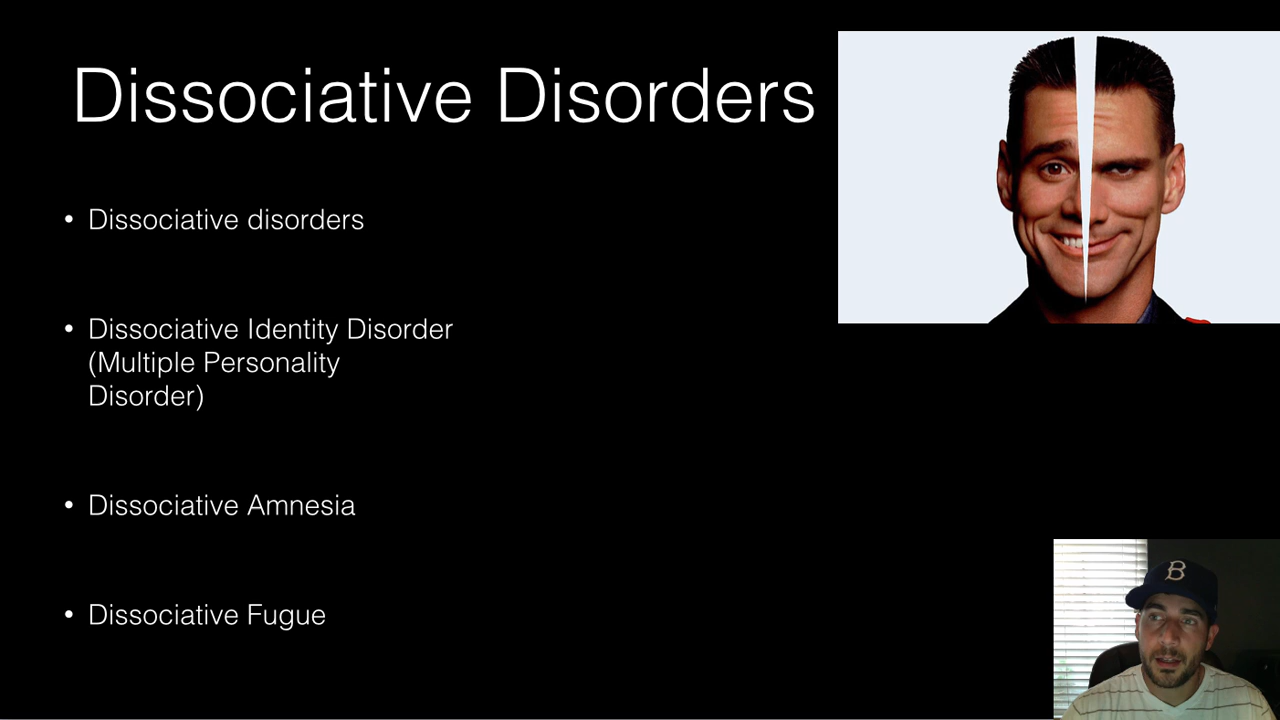 Dissociative Disorders
• Dissociative disorders
• Dissociative Identity Disorder
(Multiple Personality
Disorder)
• Dissociative Amnesia
• Dissociative Fugue
B